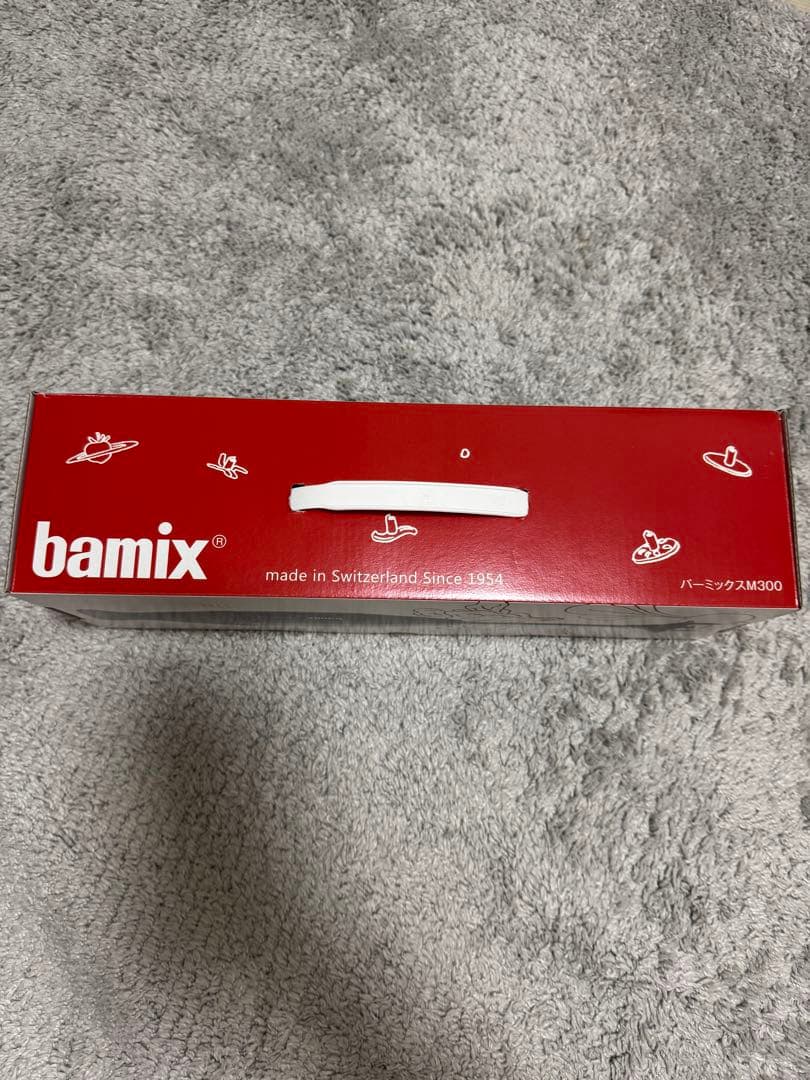 bamix®
made in Switzerland Since 1954
バーミックスM300